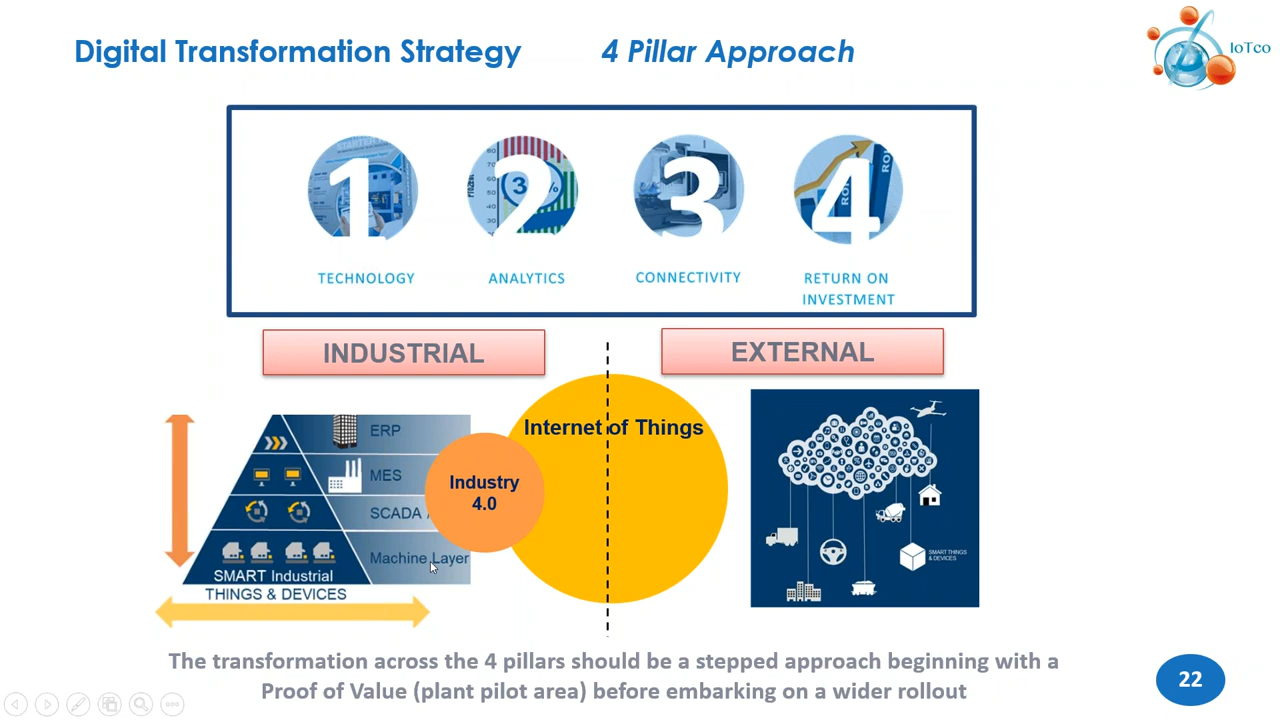 Digital Transformation Strategy 4 Pillar Approach
IoTco
1 2 3 4
TECHNOLOGY
ANALYTICS
CONNECTIVITY
RETURN ON
INVESTMENT
INDUSTRIAL
EXTERNAL
ERP
MES
SCADA
Machine Layer
SMART Industrial
THINGS & DEVICES
Industry
4.0
Internet of Things
SMART THINGS
& DEVICES
The transformation across the 4 pillars should be a stepped approach beginning with a
Proof of Value (plant pilot area) before embarking on a wider rollout
22